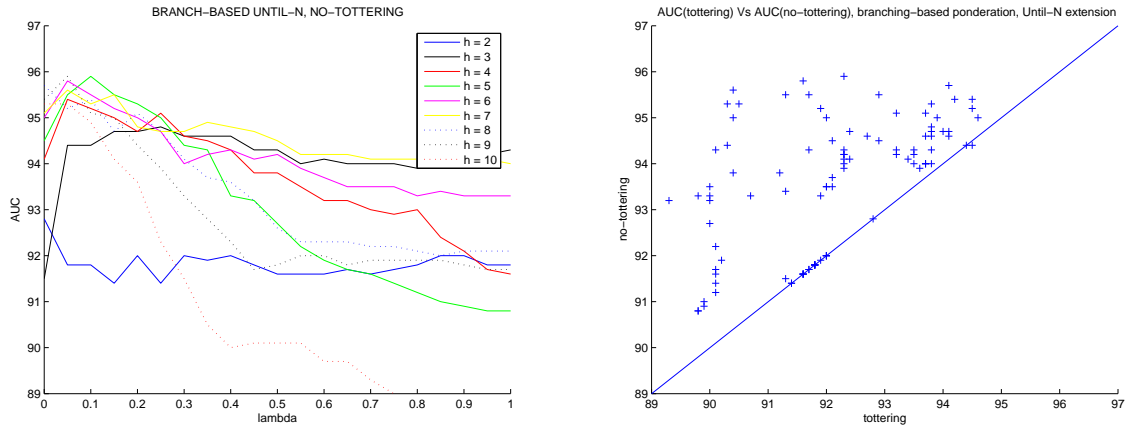 BRANCH-BASED UNTIL-N, NO-TOTTERING
97
96
95
94
93
92
91
90
89
AUC
0
0.1
0.2
0.3
0.4
0.5
0.6
0.7
0.8
0.9
1
lambda
h = 2
h = 3
h = 4
h = 5
h = 6
h = 7
h = 8
h = 9
h = 10
AUC(tottering) Vs AUC(no-tottering), branching-based ponderation, Until-N extension
97
96
95
94
93
92
91
90
89
no-tottering
89
90
91
92
93
94
95
96
97
tottering